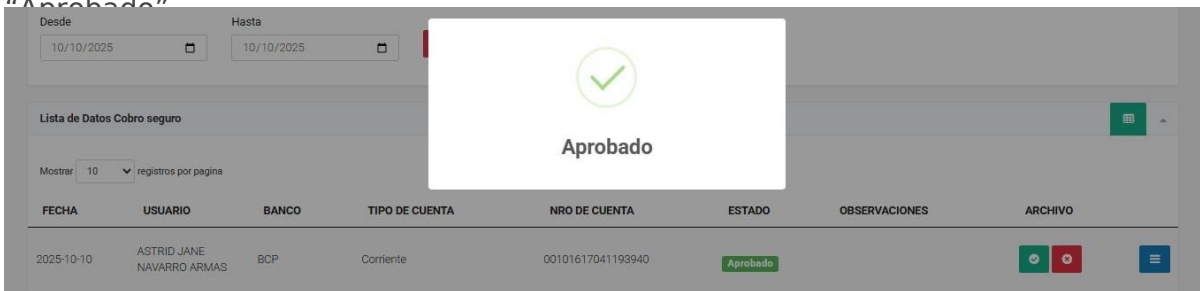 “Aprobado”
Desde Hasta
10/10/2025 10/10/2025
Aprobado
Lista de Datos Cobro seguro
Mostrar 10 registros por pagina
FECHA USUARIO BANCO TIPO DE CUENTA NRO DE CUENTA ESTADO OBSERVACIONES ARCHIVO
2025-10-10 ASTRID JANE NAVARRO ARMAS BCP Corriente 00101617041193940 Aprobado